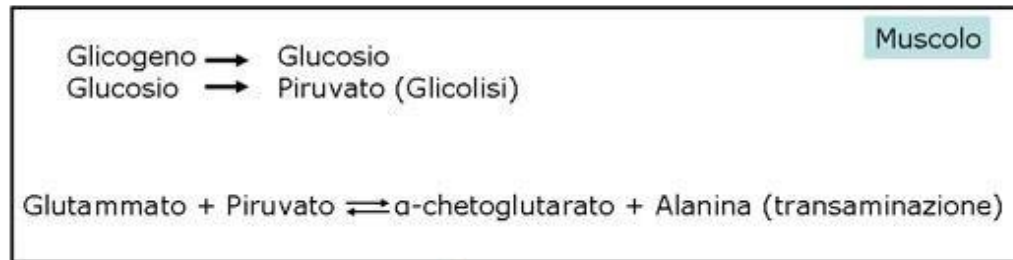 Muscolo
Glicogeno → Glucosio
Glucosio → Piruvato (Glicolisi)
Glutammato + Piruvato ⇄ α-chetoglutarato + Alanina (transaminazione)